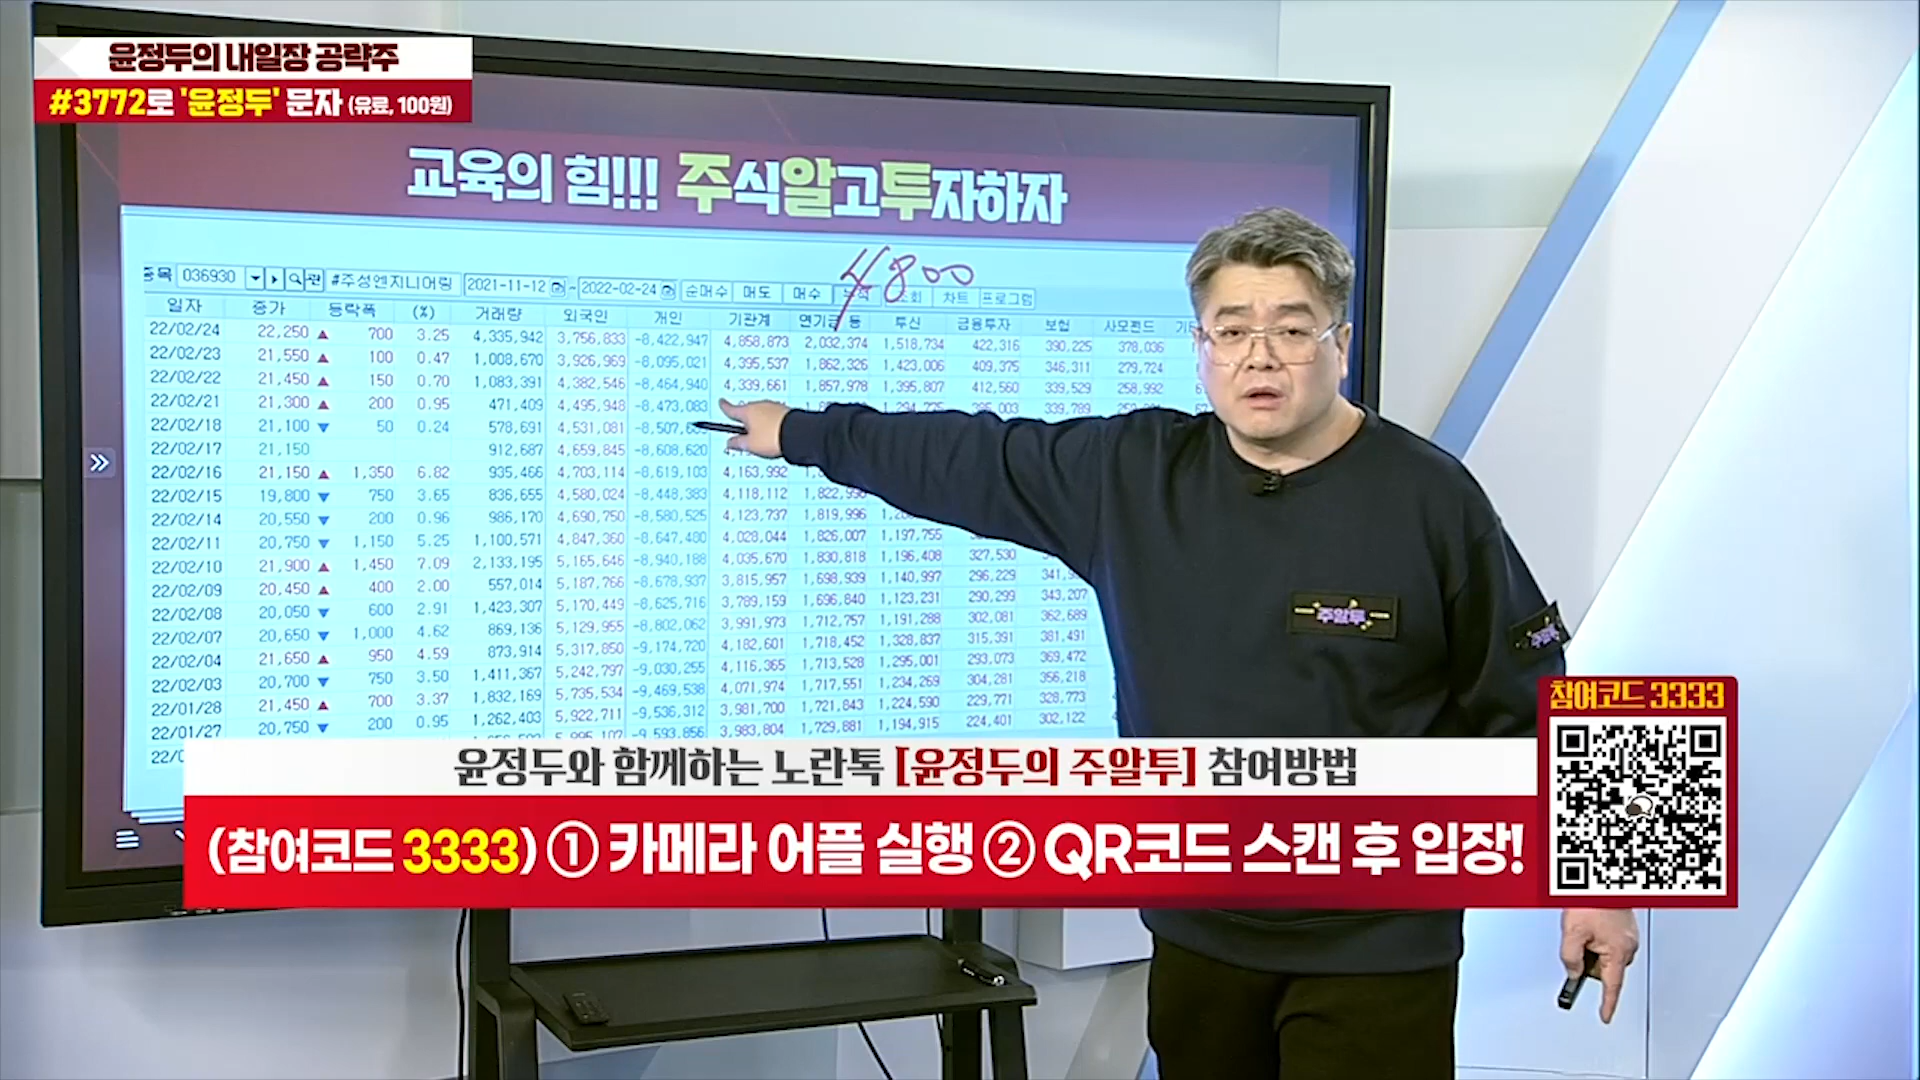 윤정두의 내일장 공략주
#3772로 '윤정두' 문자 (유료, 100원)
교육의 힘!!! 주식알고투자하자
4800
종목 036930 #주성엔지니어링 2021-11-12 ~ 2022-02-24 순매수 매도 매수 차트 프로그램
일자 종가 등락폭 (%) 거래량 외국인 개인 기관계 연기금 등 투신 금융투자 보험 사모펀드
22/02/24 22,250 ▲ 700 3.25 4,335,942 3,756,833 -8,422,947 4,858,873 2,032,374 1,518,734 422,316 390,225 378,036
22/02/23 21,550 ▲ 100 0.47 1,008,670 3,926,969 -8,095,021 4,395,537 1,862,326 1,423,006 409,375 346,311 279,724
22/02/22 21,450 ▲ 150 0.70 1,083,391 4,382,546 -8,464,940 4,339,661 1,857,978 1,395,807 412,560 339,529 258,992
22/02/21 21,300 ▲ 200 0.95 471,409 4,495,948 -8,473,083 339,789
22/02/18 21,100 ▼ 50 0.24 578,691 4,531,081
22/02/17 21,150 912,687 4,659,845 -8,608,620
22/02/16 21,150 ▲ 1,350 6.82 935,466 4,703,114 -8,619,103 4,163,992
22/02/15 19,800 ▼ 750 3.65 836,655 4,580,024 -8,448,383 4,118,112 1,822,998
22/02/14 20,550 ▼ 200 0.96 986,170 4,690,750 -8,580,525 4,123,737 1,819,996
22/02/11 20,750 ▼ 1,150 5.25 1,100,571 4,847,360 -8,647,480 4,028,044 1,826,007 1,197,755
22/02/10 21,900 ▲ 1,450 7.09 2,133,195 5,165,646 -8,940,188 4,035,670 1,830,818 1,196,408 327,530
22/02/09 20,450 ▲ 400 2.00 557,014 5,187,766 -8,678,937 3,815,957 1,698,939 1,140,997 296,229
22/02/08 20,050 ▼ 600 2.91 1,423,307 5,170,449 -8,625,716 3,789,159 1,696,840 1,123,231 290,299 343,207
22/02/07 20,650 ▼ 1,000 4.62 869,136 5,129,955 -8,802,062 3,991,973 1,712,757 1,191,288 302,081 362,689
22/02/04 21,650 ▲ 950 4.59 873,914 5,317,850 -9,174,720 4,182,601 1,718,452 1,328,837 315,391 381,491
22/02/03 20,700 ▼ 750 3.50 1,411,367 5,242,797 -9,030,255 4,116,365 1,713,528 1,295,001 293,073 369,472
22/01/28 21,450 ▲ 700 3.37 1,832,169 5,735,534 -9,469,538 4,071,974 1,717,551 1,234,269 304,281 356,218
22/01/27 20,750 ▼ 200 0.95 1,262,403 5,922,711 -9,536,312 3,981,700 1,721,843 1,224,590 229,771 328,773
-9,593,856 3,983,804 1,729,881 1,194,915 224,401 302,122
주알투
참여코드 3333
윤정두와 함께하는 노란톡 [윤정두의 주알투] 참여방법
(참여코드 3333) ① 카메라 어플 실행 ② QR코드 스캔 후 입장!